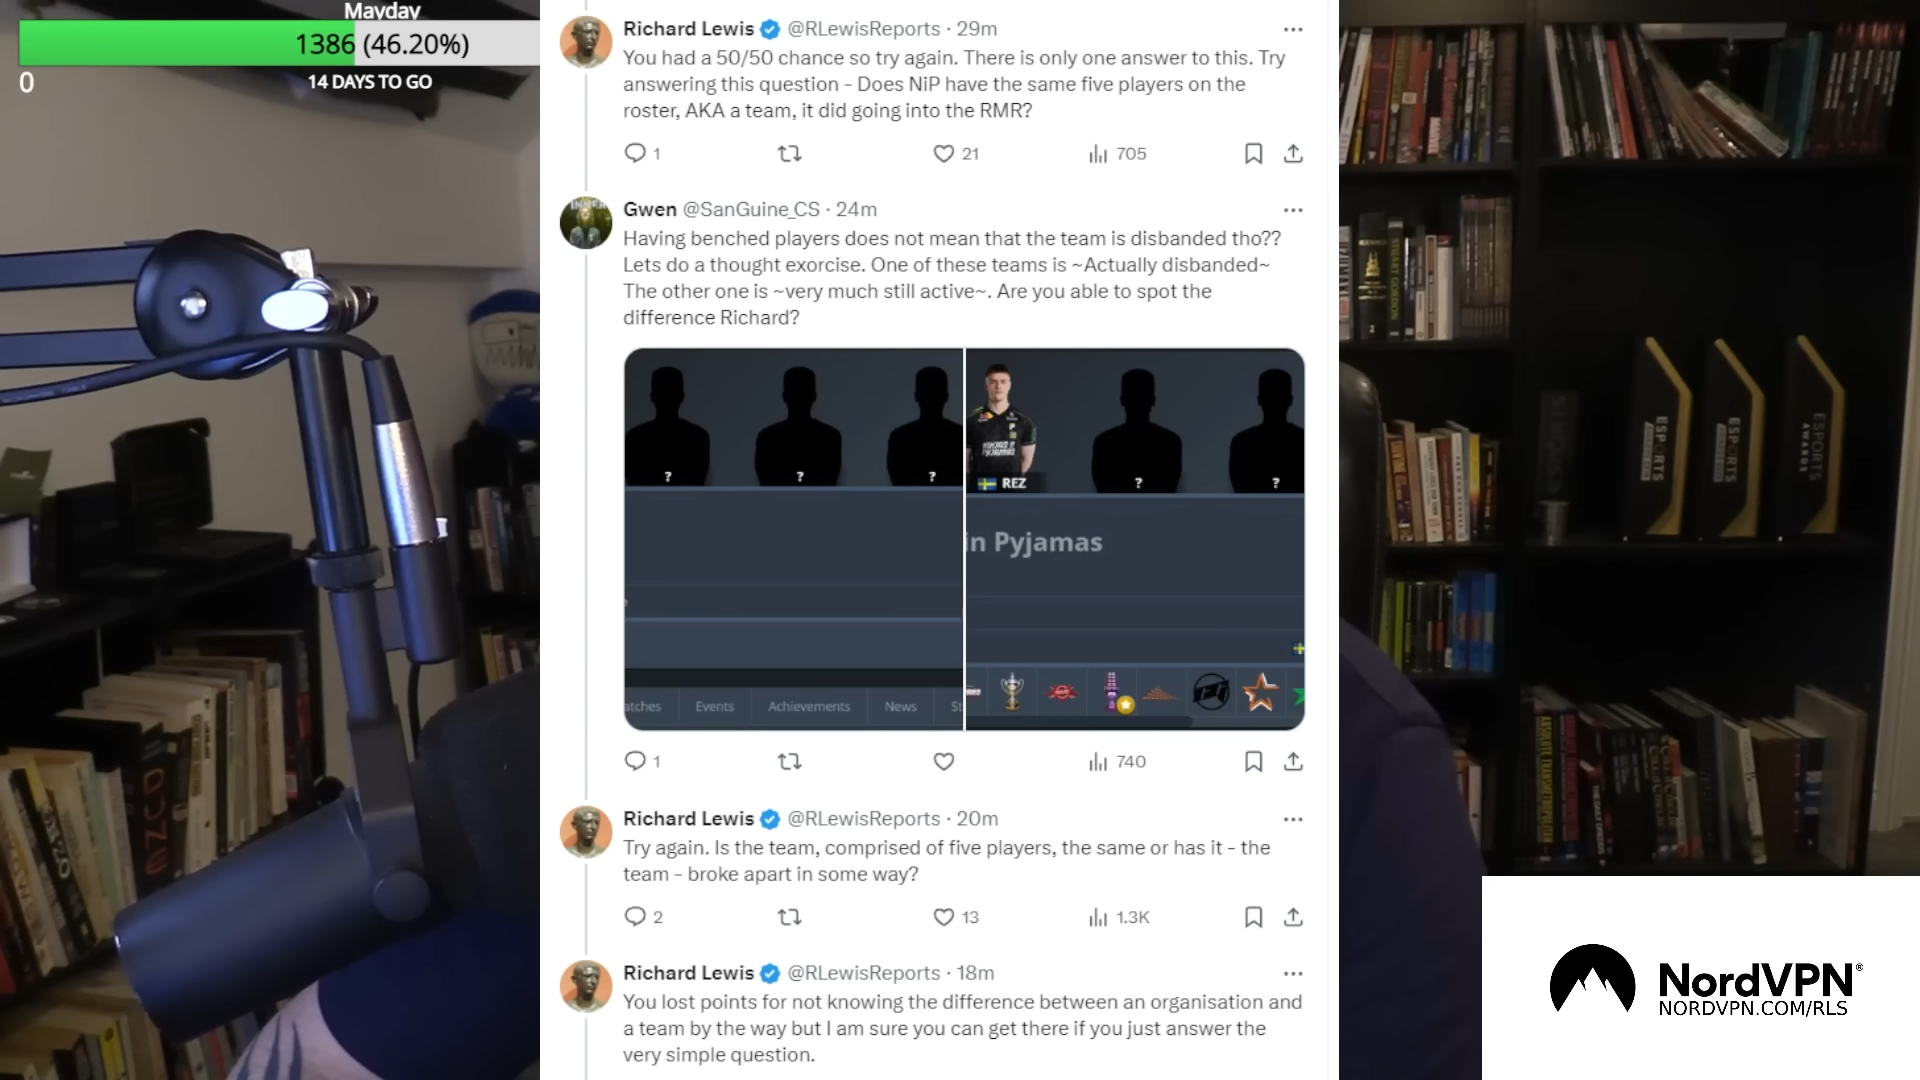 Mayday
1386 (46.20%)
0
14 DAYS TO GO
Richard Lewis @RLewisReports · 29m
You had a 50/50 chance so try again. There is only one answer to this. Try
answering this question - Does NiP have the same five players on the
roster, AKA a team, it did going into the RMR?
1
21
705
Gwen @SanGuine_CS · 24m
Having benched players does not mean that the team is disbanded tho??
Lets do a thought exorcise. One of these teams is ~Actually disbanded~
The other one is ~very much still active~. Are you able to spot the
difference Richard?
? ? ?
REZ ? ?
in Pyjamas
atches Events Achievements News St
1
740
Richard Lewis @RLewisReports · 20m
Try again. Is the team, comprised of five players, the same or has it - the
team - broke apart in some way?
2
13
1.3K
Richard Lewis @RLewisReports · 18m
You lost points for not knowing the difference between an organisation and
a team by the way but I am sure you can get there if you just answer the
very simple question.
DUNE
STUART GORDON
ESPORTS
ESPORTS
ESPORTS
AWARDS
NordVPN®
NORDVPN.COM/RLS